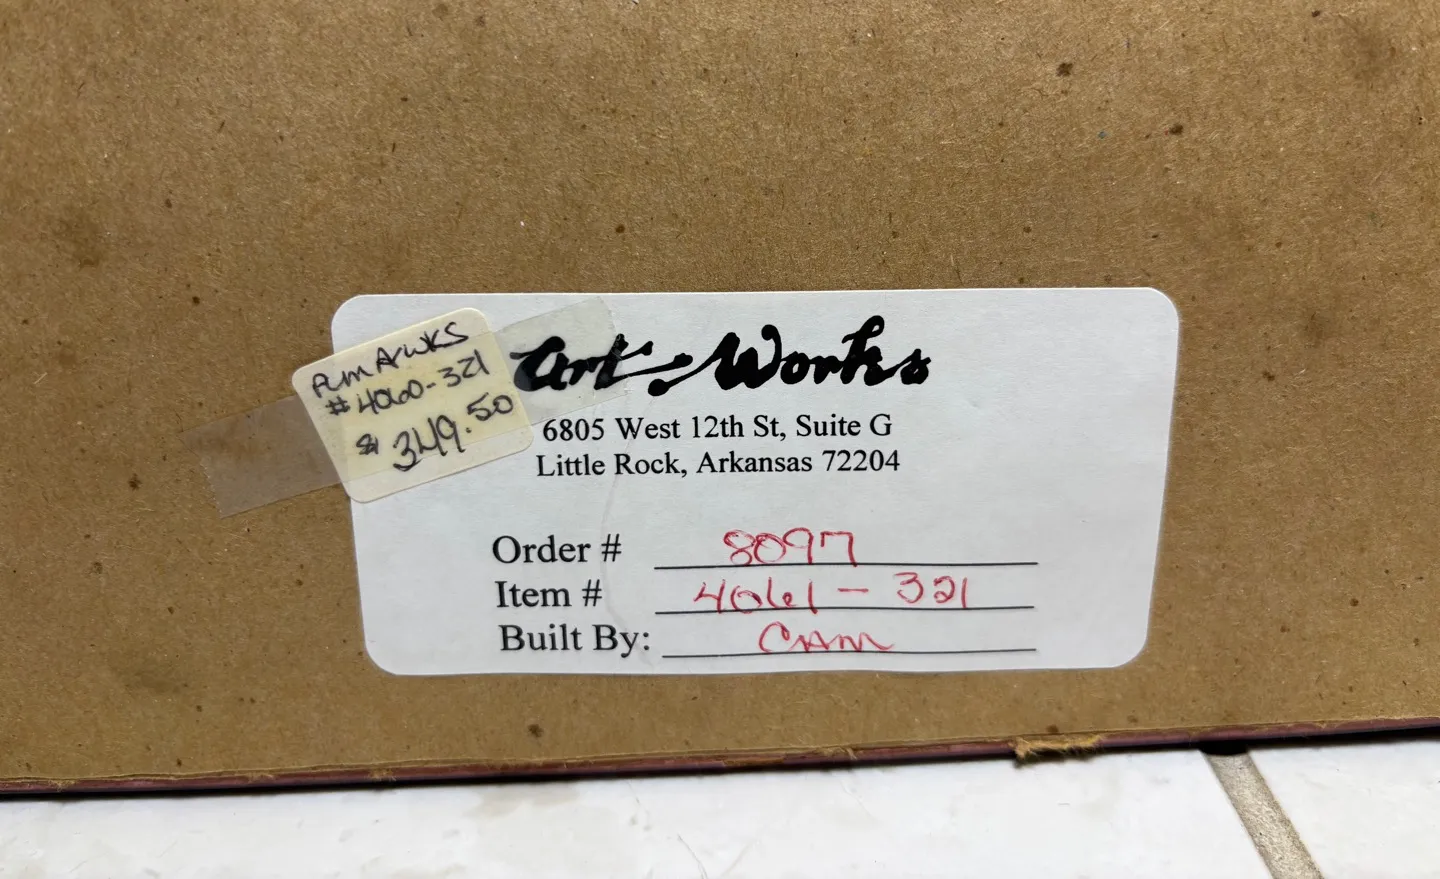 ArWKS
#4060-321
$349.50
Art Works
6805 West 12th St, Suite G
Little Rock, Arkansas 72204
Order # 8097
Item # 4061-321
Built By: Cam